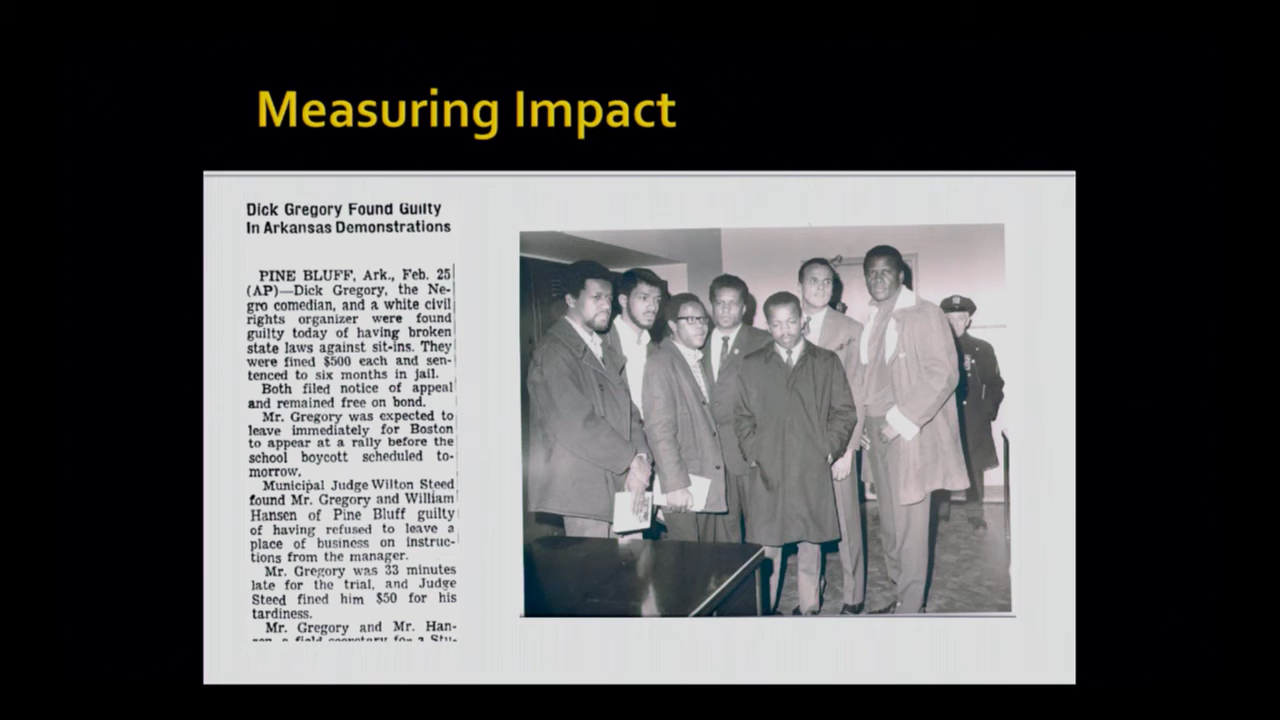 Measuring Impact
Dick Gregory Found Guilty
In Arkansas Demonstrations
PINE BLUFF, Ark., Feb. 25
(AP)—Dick Gregory, the Ne-
gro comedian, and a white civil
rights organizer were found
guilty today of having broken
state laws against sit-ins. They
were fined $500 each and sen-
tenced to six months in jail.
Both filed notice of appeal
and remained free on bond.
Mr. Gregory was expected to
leave immediately for Boston
to appear at a rally before the
school boycott scheduled to-
morrow.
Municipal Judge Wilton Steed
found Mr. Gregory and William
Hansen of Pine Bluff guilty
of having refused to leave a
place of business on instruc-
tions from the manager.
Mr. Gregory was 33 minutes
late for the trial, and Judge
Steed fined him $50 for his
tardiness.
Mr. Gregory and Mr. Han-
a field secretary for a Stu-